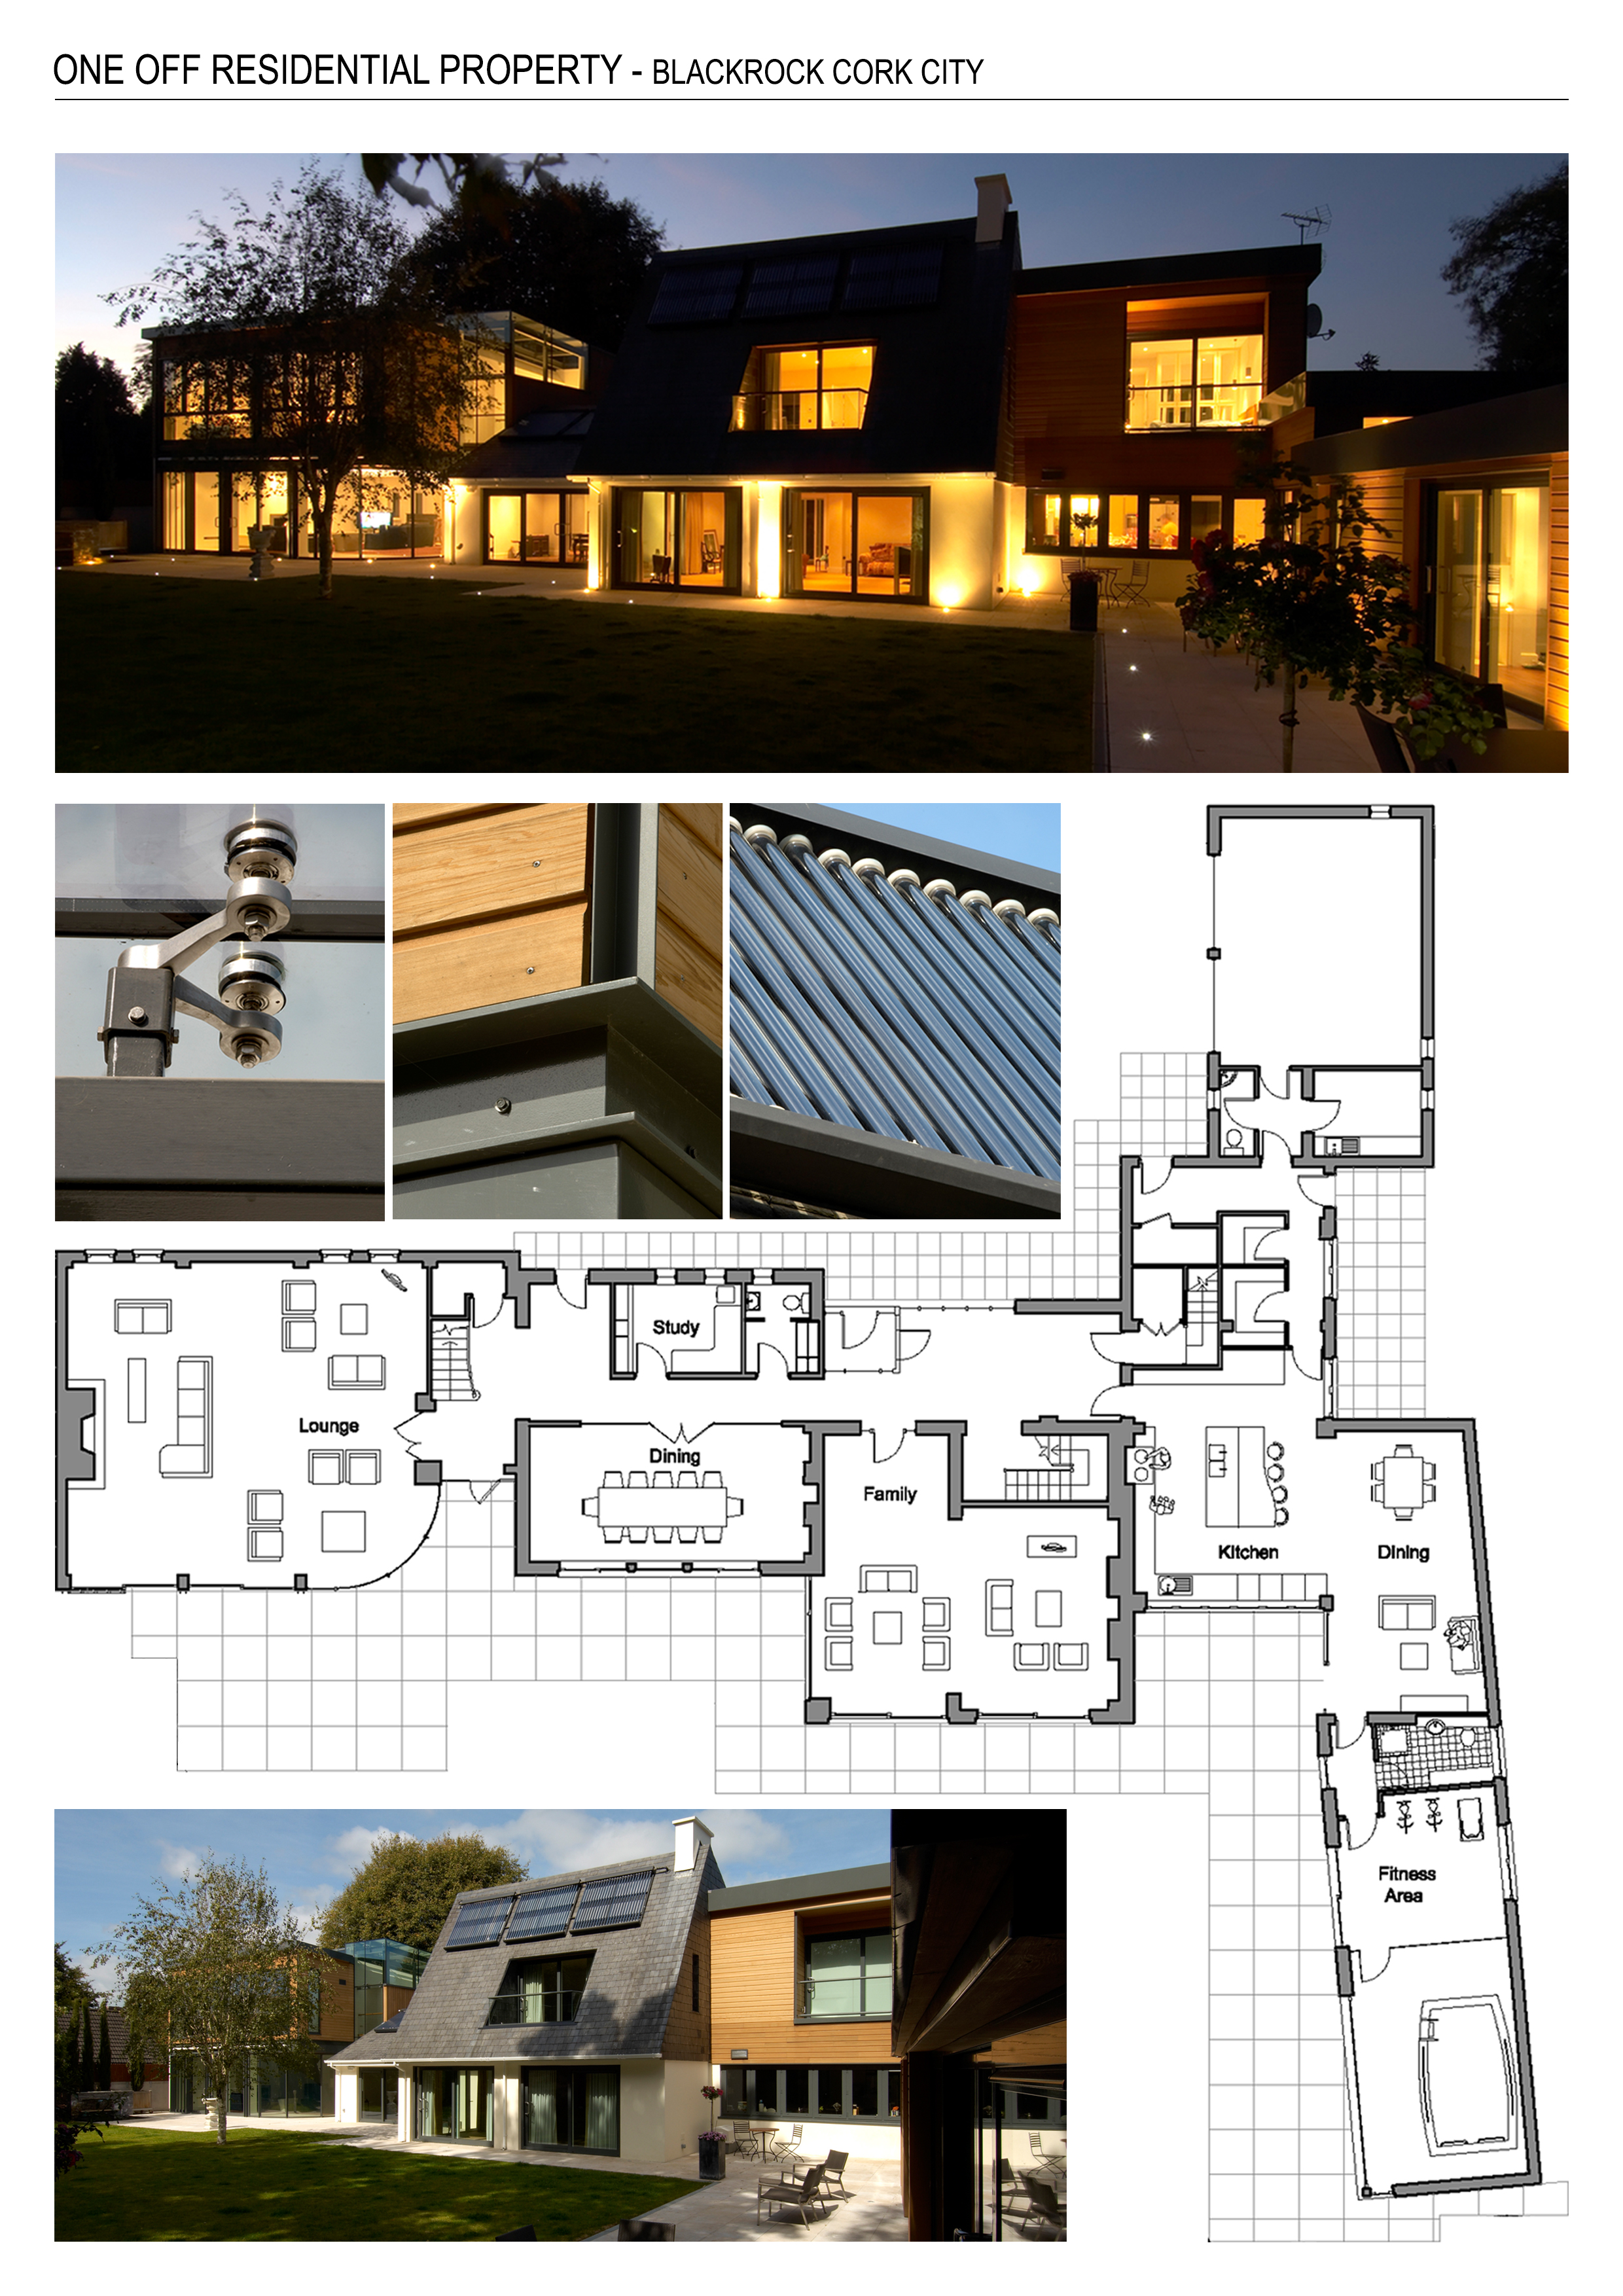 ONE OFF RESIDENTIAL PROPERTY - BLACKROCK CORK CITY
Study
Lounge
Dining
Family
Kitchen
Dining
Fitness
Area